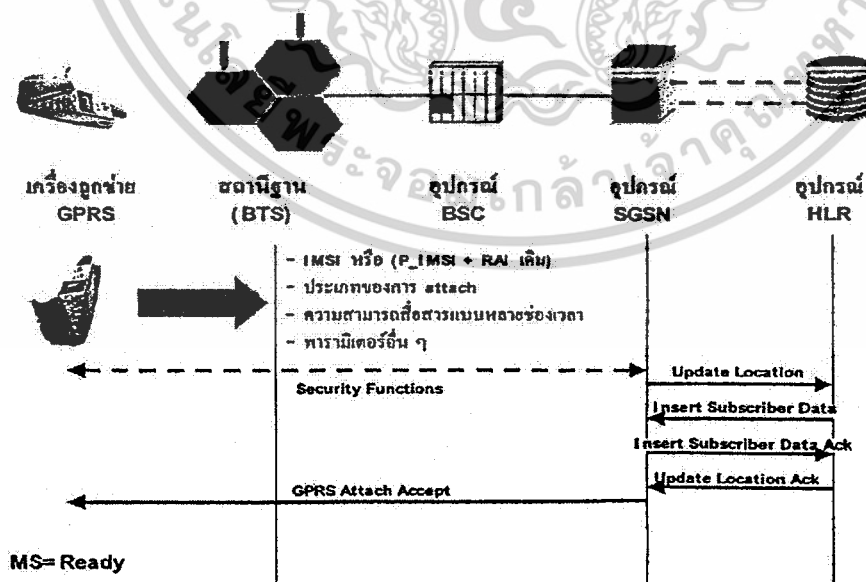 เครื่องลูกข่าย
GPRS
สถานีฐาน
(BTS)
อุปกรณ์
BSC
อุปกรณ์
SGSN
อุปกรณ์
HLR
- IMSI หรือ (P_IMSI + RAI เดิม)
- ประเภทของการ attach
- ความสามารถสื่อสารแบบหลายช่องเวลา
- พารามิเตอร์อื่น ๆ
Security Functions
Update Location
Insert Subscriber Data
Insert Subscriber Data Ack
Update Location Ack
GPRS Attach Accept
MS= Ready